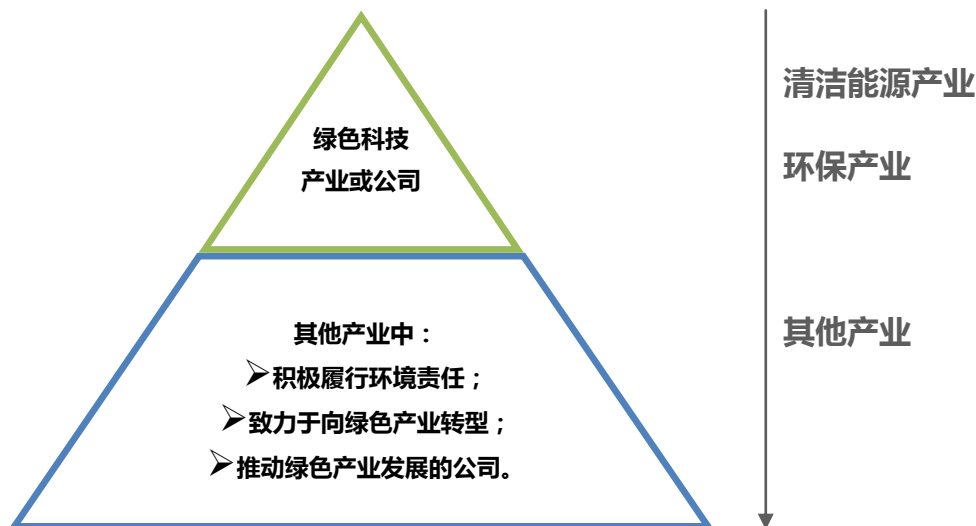 绿色科技
产业或公司
其他产业中：
➢积极履行环境责任；
➢致力于向绿色产业转型；
➢推动绿色产业发展的公司。
清洁能源产业
环保产业
其他产业